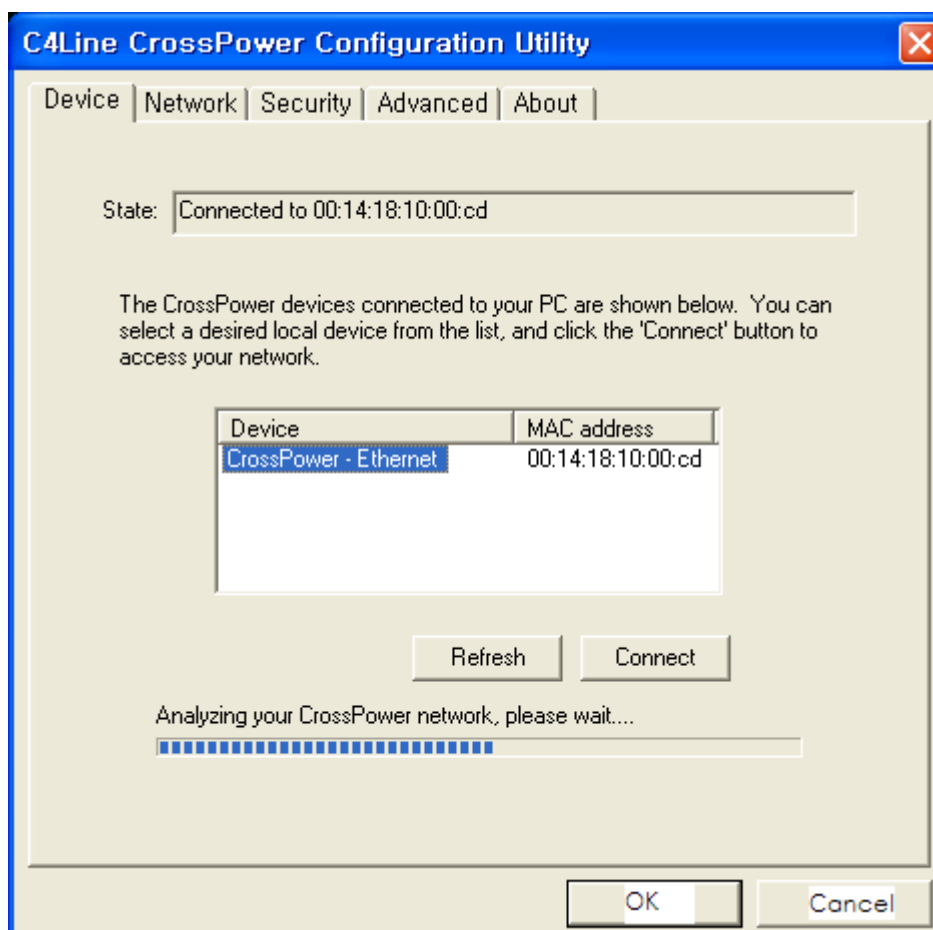 C4Line CrossPower Configuration Utility
Device Network Security Advanced About
State: Connected to 00:14:18:10:00:cd
The CrossPower devices connected to your PC are shown below. You can
select a desired local device from the list, and click the 'Connect' button to
access your network.
Device MAC address
CrossPower - Ethernet 00:14:18:10:00:cd
Refresh Connect
Analyzing your CrossPower network, please wait....
OK Cancel